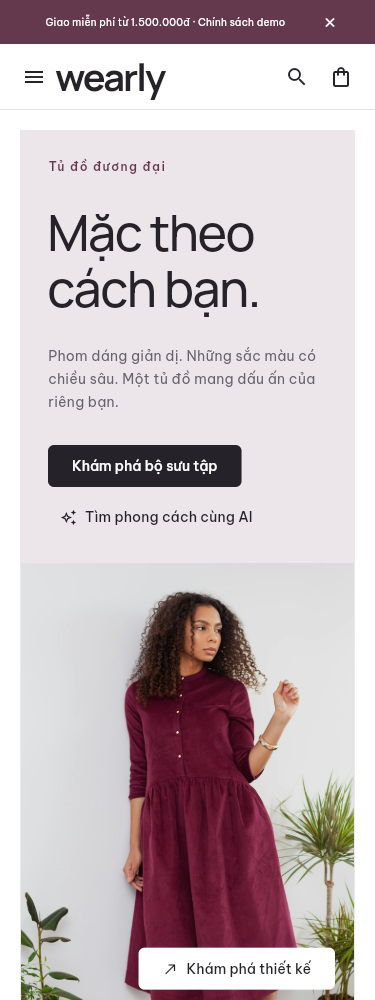 Giao miễn phí từ 1.500.000đ · Chính sách demo
wearly
Tủ đồ đương đại
Mặc theo
cách bạn.
Phom dáng giản dị. Những sắc màu có
chiều sâu. Một tủ đồ mang dấu ấn của
riêng bạn.
Khám phá bộ sưu tập
Tìm phong cách cùng AI
Khám phá thiết kế